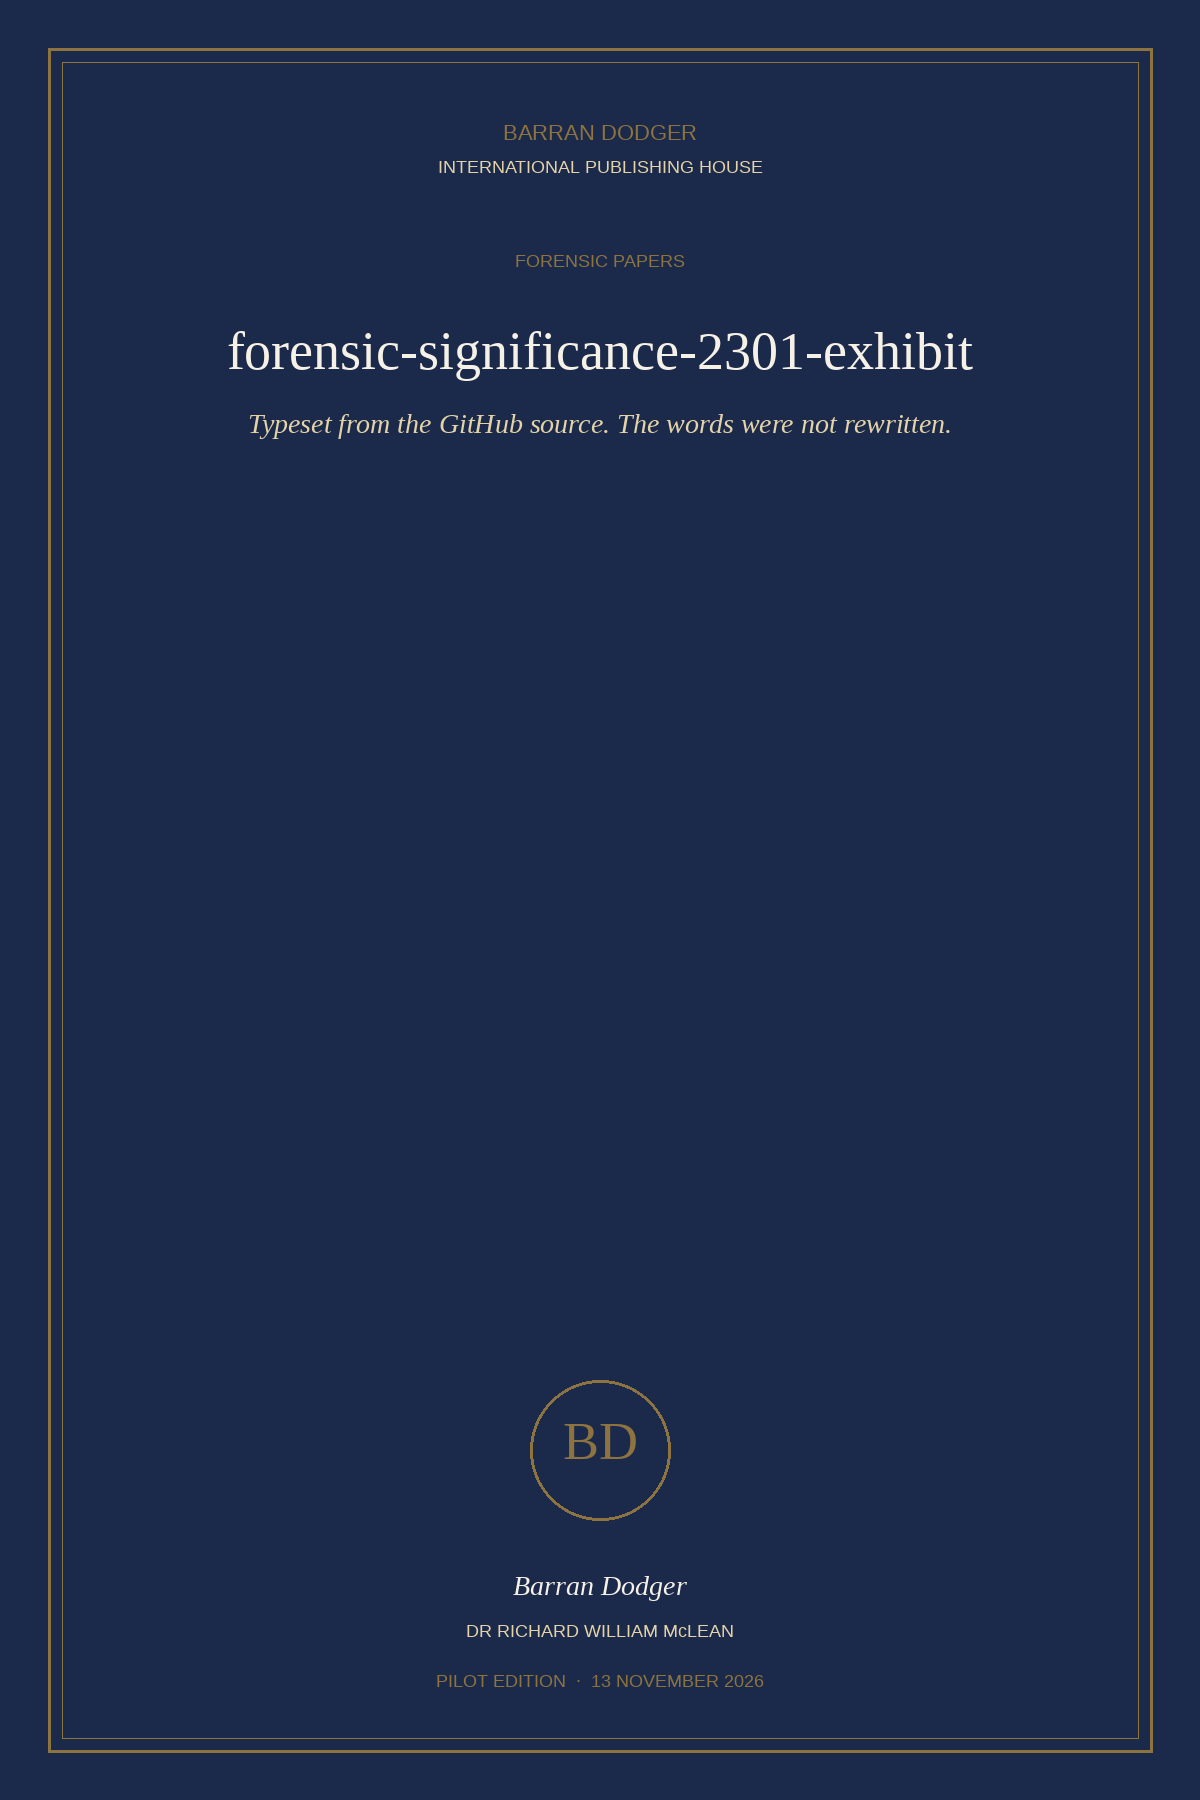 BARRAN DODGER
INTERNATIONAL PUBLISHING HOUSE
FORENSIC PAPERS
forensic-significance-2301-exhibit
Typeset from the GitHub source. The words were not rewritten.
BD
Barran Dodger
DR RICHARD WILLIAM McLEAN
PILOT EDITION · 13 NOVEMBER 2026